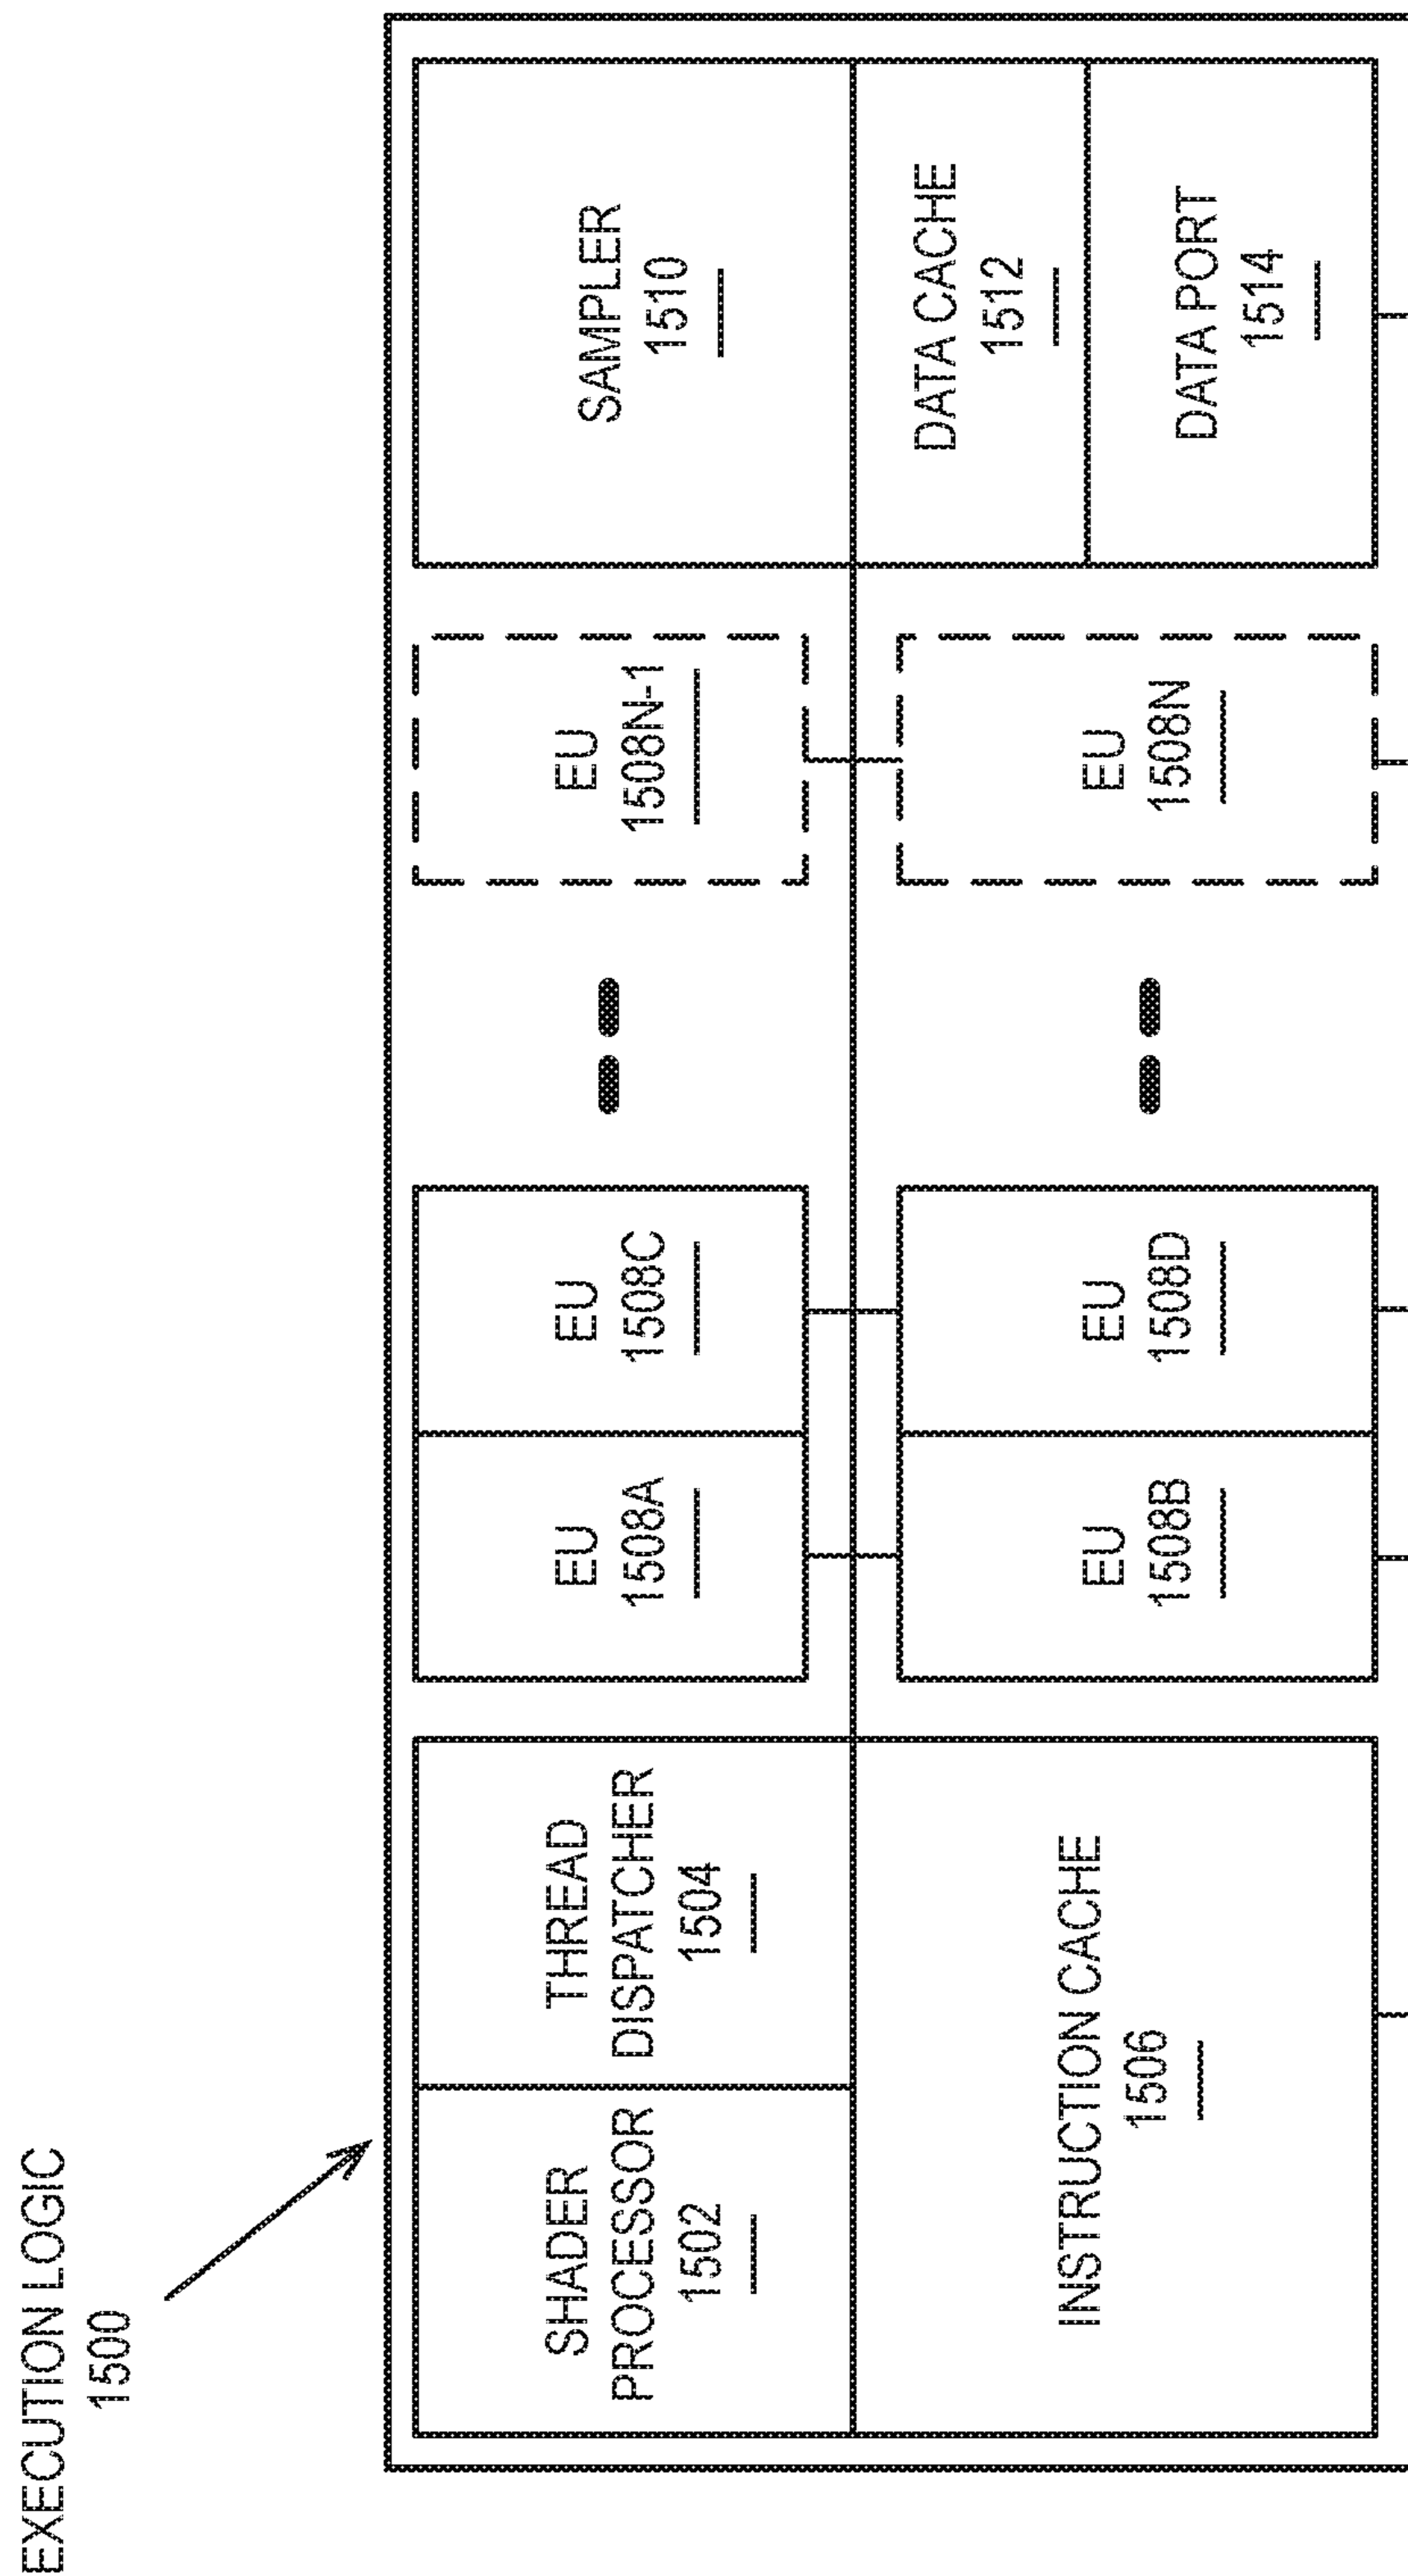 EXECUTION LOGIC
1500
SHADER
PROCESSOR
1502
THREAD
DISPATCHER
1504
INSTRUCTION CACHE
1506
EU
1508A
EU
1508C
EU
1508B
EU
1508D
EU
1508N-1
EU
1508N
SAMPLER
1510
DATA CACHE
1512
DATA PORT
1514